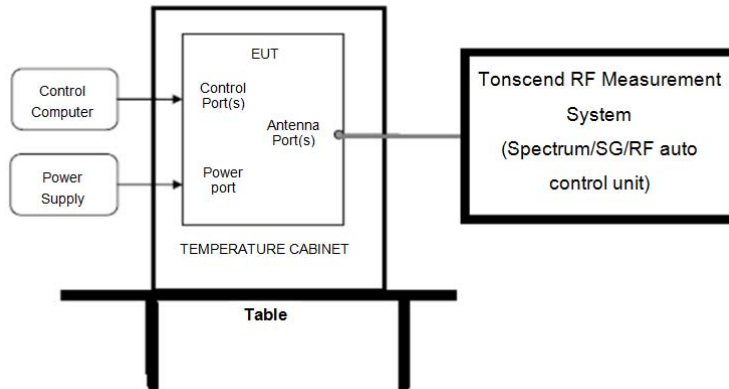 EUT
Control
Computer
Control
Port(s)
Antenna
Port(s)
Power
Supply
Power
port
TEMPERATURE CABINET
Table
Tonscend RF Measurement
System
(Spectrum/SG/RF auto
control unit)